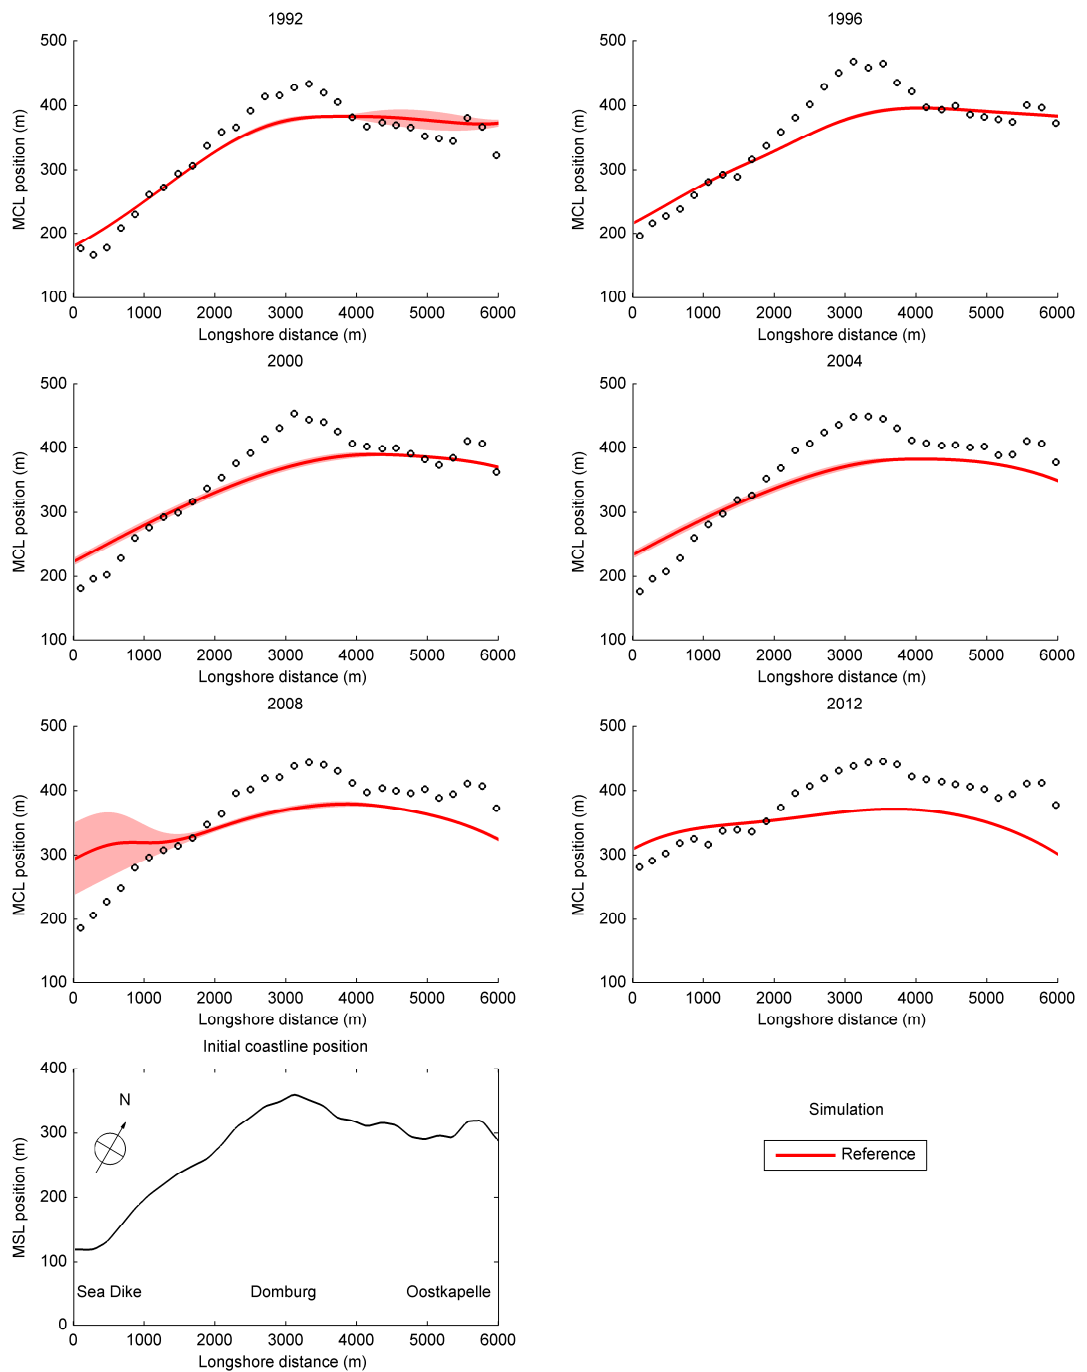 1992
500
400
300
200
100
MCL position (m)
0 1000 2000 3000 4000 5000 6000
Longshore distance (m)
1996
500
400
300
200
100
MCL position (m)
0 1000 2000 3000 4000 5000 6000
Longshore distance (m)
2000
500
400
300
200
100
MCL position (m)
0 1000 2000 3000 4000 5000 6000
Longshore distance (m)
2004
500
400
300
200
100
MCL position (m)
0 1000 2000 3000 4000 5000 6000
Longshore distance (m)
2008
500
400
300
200
100
MCL position (m)
0 1000 2000 3000 4000 5000 6000
Longshore distance (m)
2012
500
400
300
200
100
MCL position (m)
0 1000 2000 3000 4000 5000 6000
Longshore distance (m)
Initial coastline position
400
300
200
100
0
MSL position (m)
N
Sea Dike Domburg Oostkapelle
0 1000 2000 3000 4000 5000 6000
Longshore distance (m)
Simulation
Reference